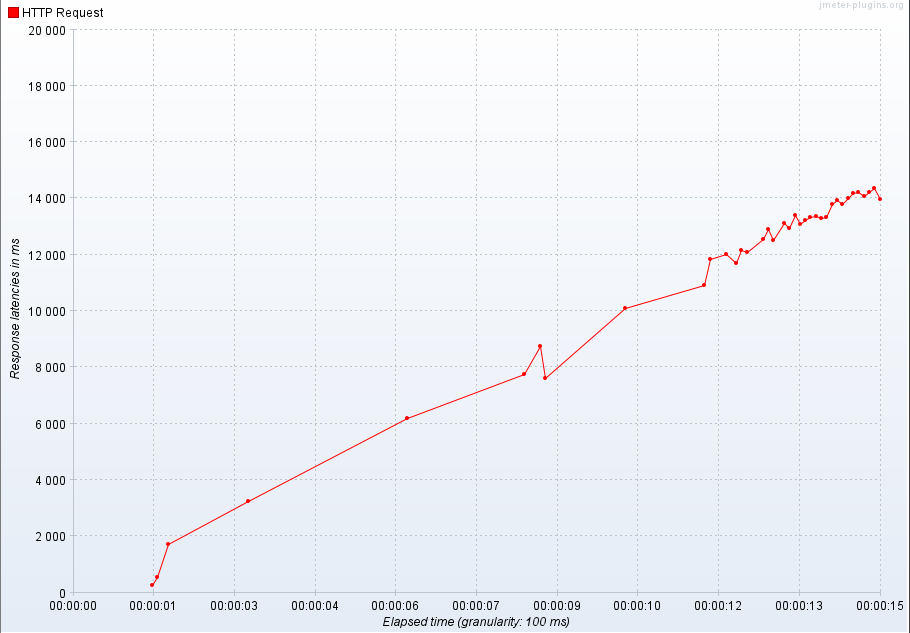 jmeter-plugins.org
HTTP Request
20 000
18 000
16 000
14 000
12 000
10 000
8 000
6 000
4 000
2 000
0
Response latencies in ms
00:00:00 00:00:01 00:00:03 00:00:04 00:00:06 00:00:07 00:00:09 00:00:10 00:00:12 00:00:13 00:00:15
Elapsed time (granularity: 100 ms)